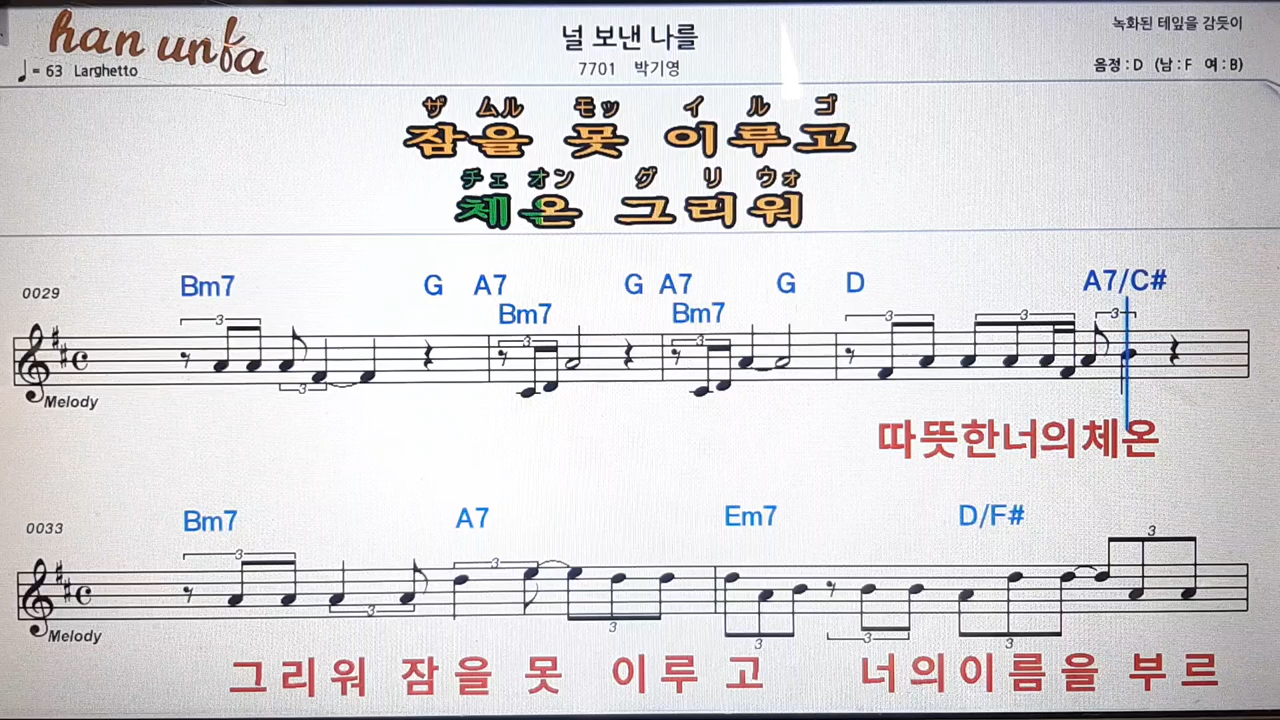 han unfa
널 보낸 나를
녹화된 테잎을 감듯이
♩= 63 Larghetto
7701 박기영
음정 : D (남 : F 여 : B)
ザ ムル モッ イ ル ゴ
잠을 못 이루고
チェ オン グ リ ウォ
체온 그리워
0029
Bm7 G A7 G A7 G D A7/C#
Bm7 Bm7
3 3 3 3 3 3
3
Melody
따뜻한너의체온
0033
Bm7 A7 Em7 D/F#
3 3 3
3 3 3 3 3
Melody
그리워 잠을 못 이루 고 너의이름을 부르